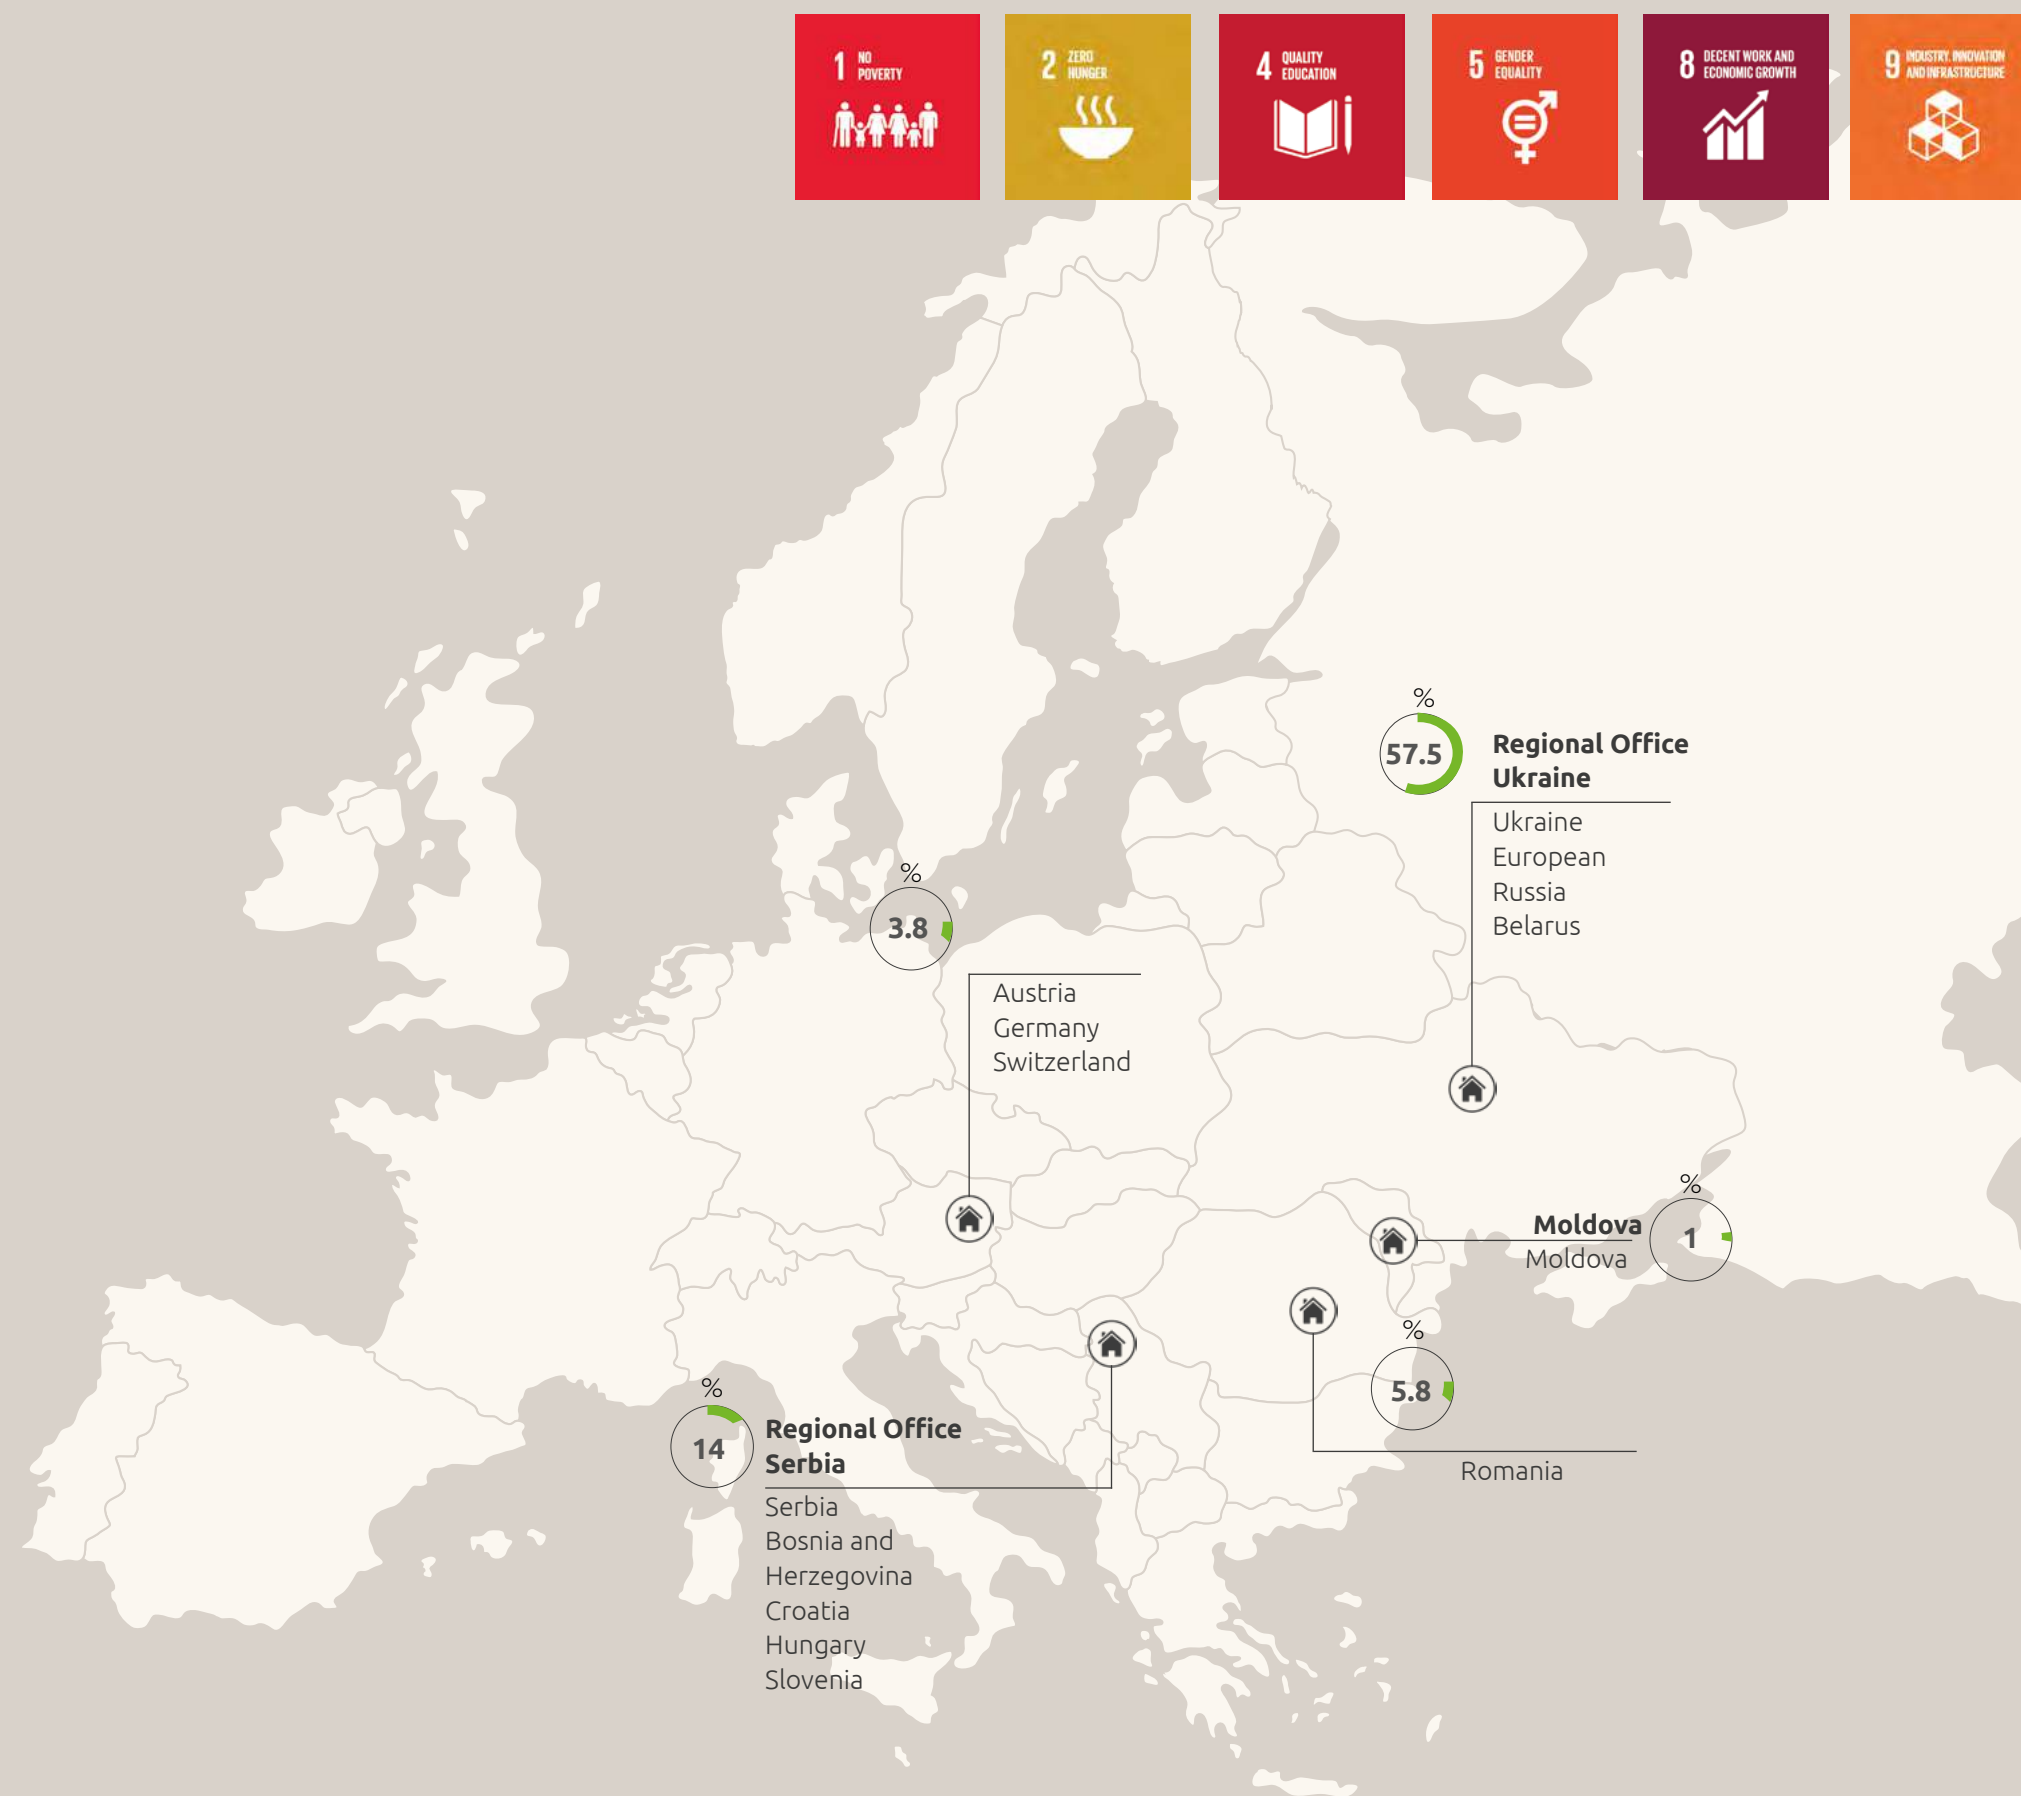 1 NO
POVERTY
2 ZERO
HUNGER
4 QUALITY
EDUCATION
5 GENDER
EQUALITY
8 DECENT WORK AND
ECONOMIC GROWTH
9 INDUSTRY, INNOVATION
AND INFRASTRUCTURE
%
57.5
Regional Office
Ukraine
Ukraine
European
Russia
Belarus
%
3.8
Austria
Germany
Switzerland
%
1
Moldova
Moldova
%
5.8
Romania
%
14
Regional Office
Serbia
Serbia
Bosnia and
Herzegovina
Croatia
Hungary
Slovenia